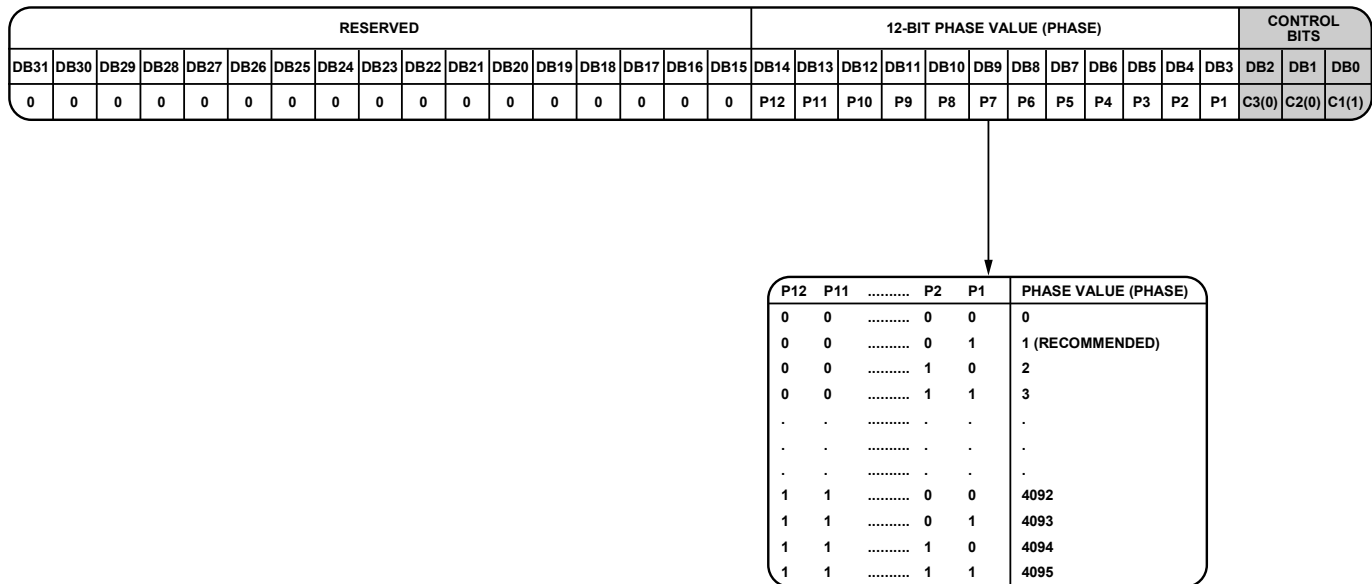 RESERVED 12-BIT PHASE VALUE (PHASE) CONTROL BITS
DB31 DB30 DB29 DB28 DB27 DB26 DB25 DB24 DB23 DB22 DB21 DB20 DB19 DB18 DB17 DB16 DB15 DB14 DB13 DB12 DB11 DB10 DB9 DB8 DB7 DB6 DB5 DB4 DB3 DB2 DB1 DB0
0 0 0 0 0 0 0 0 0 0 0 0 0 0 0 0 0 P12 P11 P10 P9 P8 P7 P6 P5 P4 P3 P2 P1 C3(0) C2(0) C1(1)
P12 P11 .......... P2 P1 PHASE VALUE (PHASE)
0 0 .......... 0 0 0
0 0 .......... 0 1 1 (RECOMMENDED)
0 0 .......... 1 0 2
0 0 .......... 1 1 3
. . .......... . . .
. . .......... . . .
. . .......... . . .
1 1 .......... 0 0 4092
1 1 .......... 0 1 4093
1 1 .......... 1 0 4094
1 1 .......... 1 1 4095